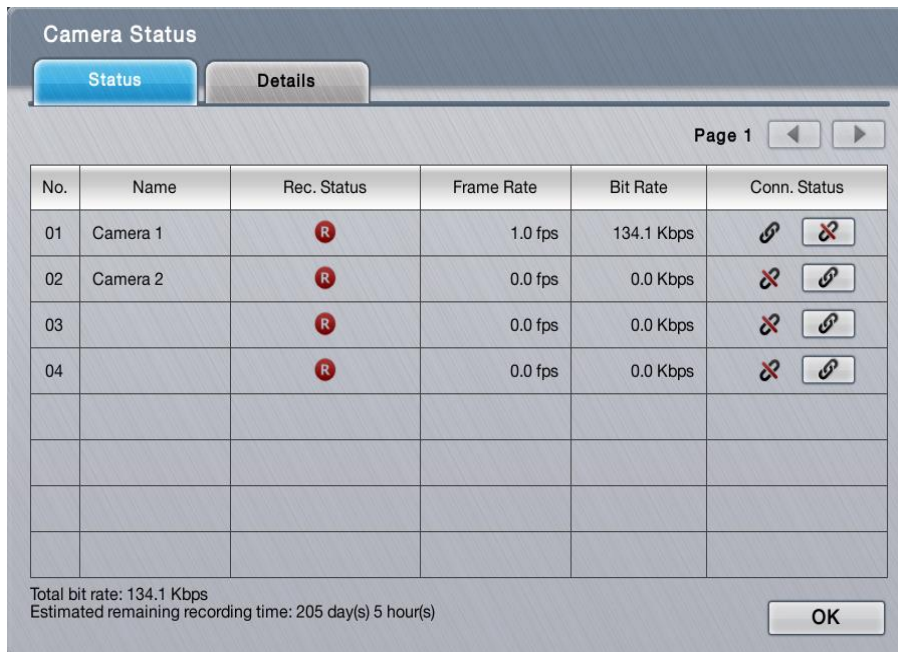 Camera Status
Status Details
Page 1
No. Name Rec. Status Frame Rate Bit Rate Conn. Status
01 Camera 1 R 1.0 fps 134.1 Kbps
02 Camera 2 R 0.0 fps 0.0 Kbps
03 R 0.0 fps 0.0 Kbps
04 R 0.0 fps 0.0 Kbps
Total bit rate: 134.1 Kbps
Estimated remaining recording time: 205 day(s) 5 hour(s)
OK